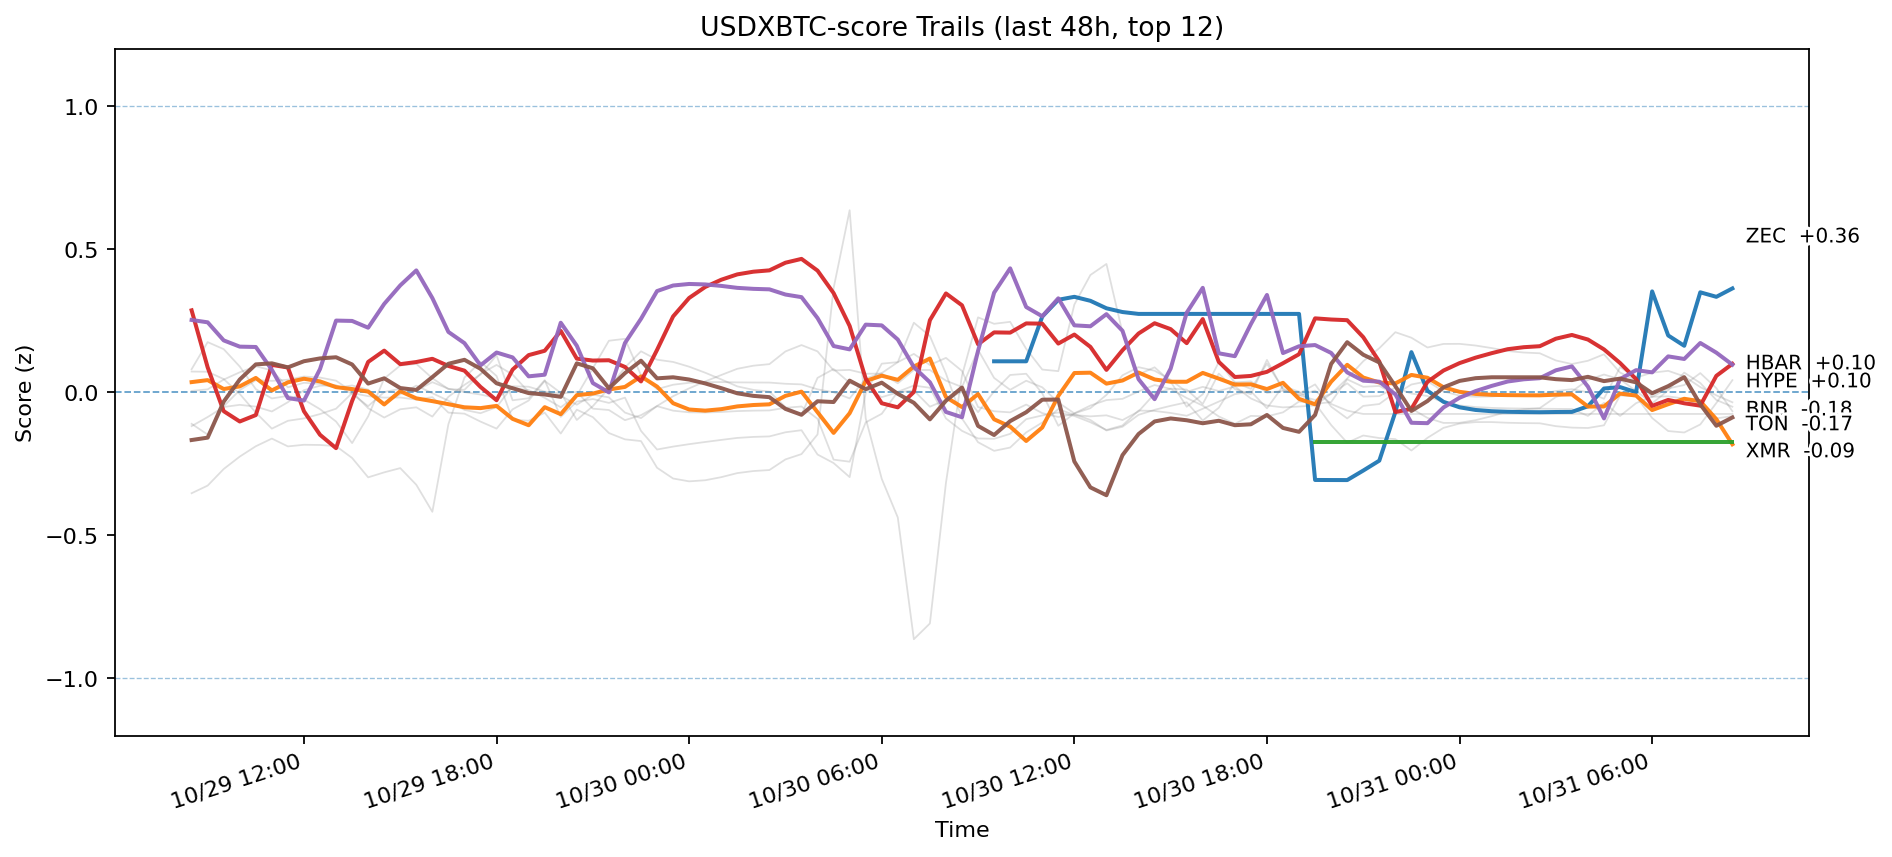 USDXBTC-score Trails (last 48h, top 12)
Score (z)
1.0
0.5
0.0
−0.5
−1.0
ZEC +0.36
HBAR +0.10
HYPE +0.10
BNB -0.18
TON -0.17
XMR -0.09
10/29 12:00
10/29 18:00
10/30 00:00
10/30 06:00
10/30 12:00
10/30 18:00
10/31 00:00
10/31 06:00
Time